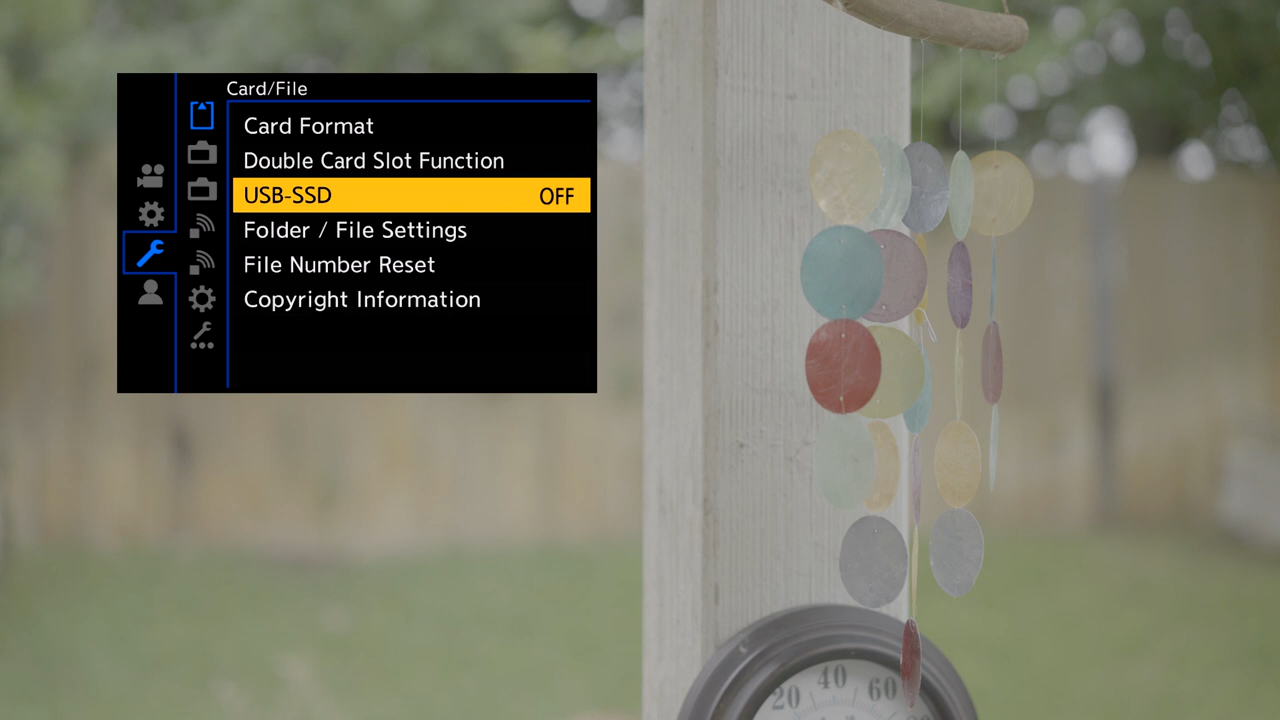 Card/File
Card Format
Double Card Slot Function
USB-SSD OFF
Folder / File Settings
File Number Reset
Copyright Information
20 40 60